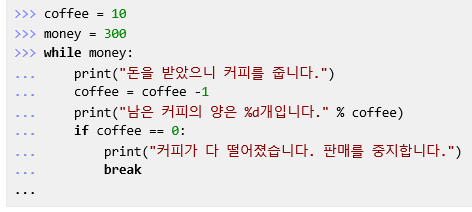 >>> coffee = 10
>>> money = 300
>>> while money:
...     print("돈을 받았으니 커피를 줍니다.")
...     coffee = coffee -1
...     print("남은 커피의 양은 %d개입니다." % coffee)
...     if coffee == 0:
...         print("커피가 다 떨어졌습니다. 판매를 중지합니다.")
...         break
...